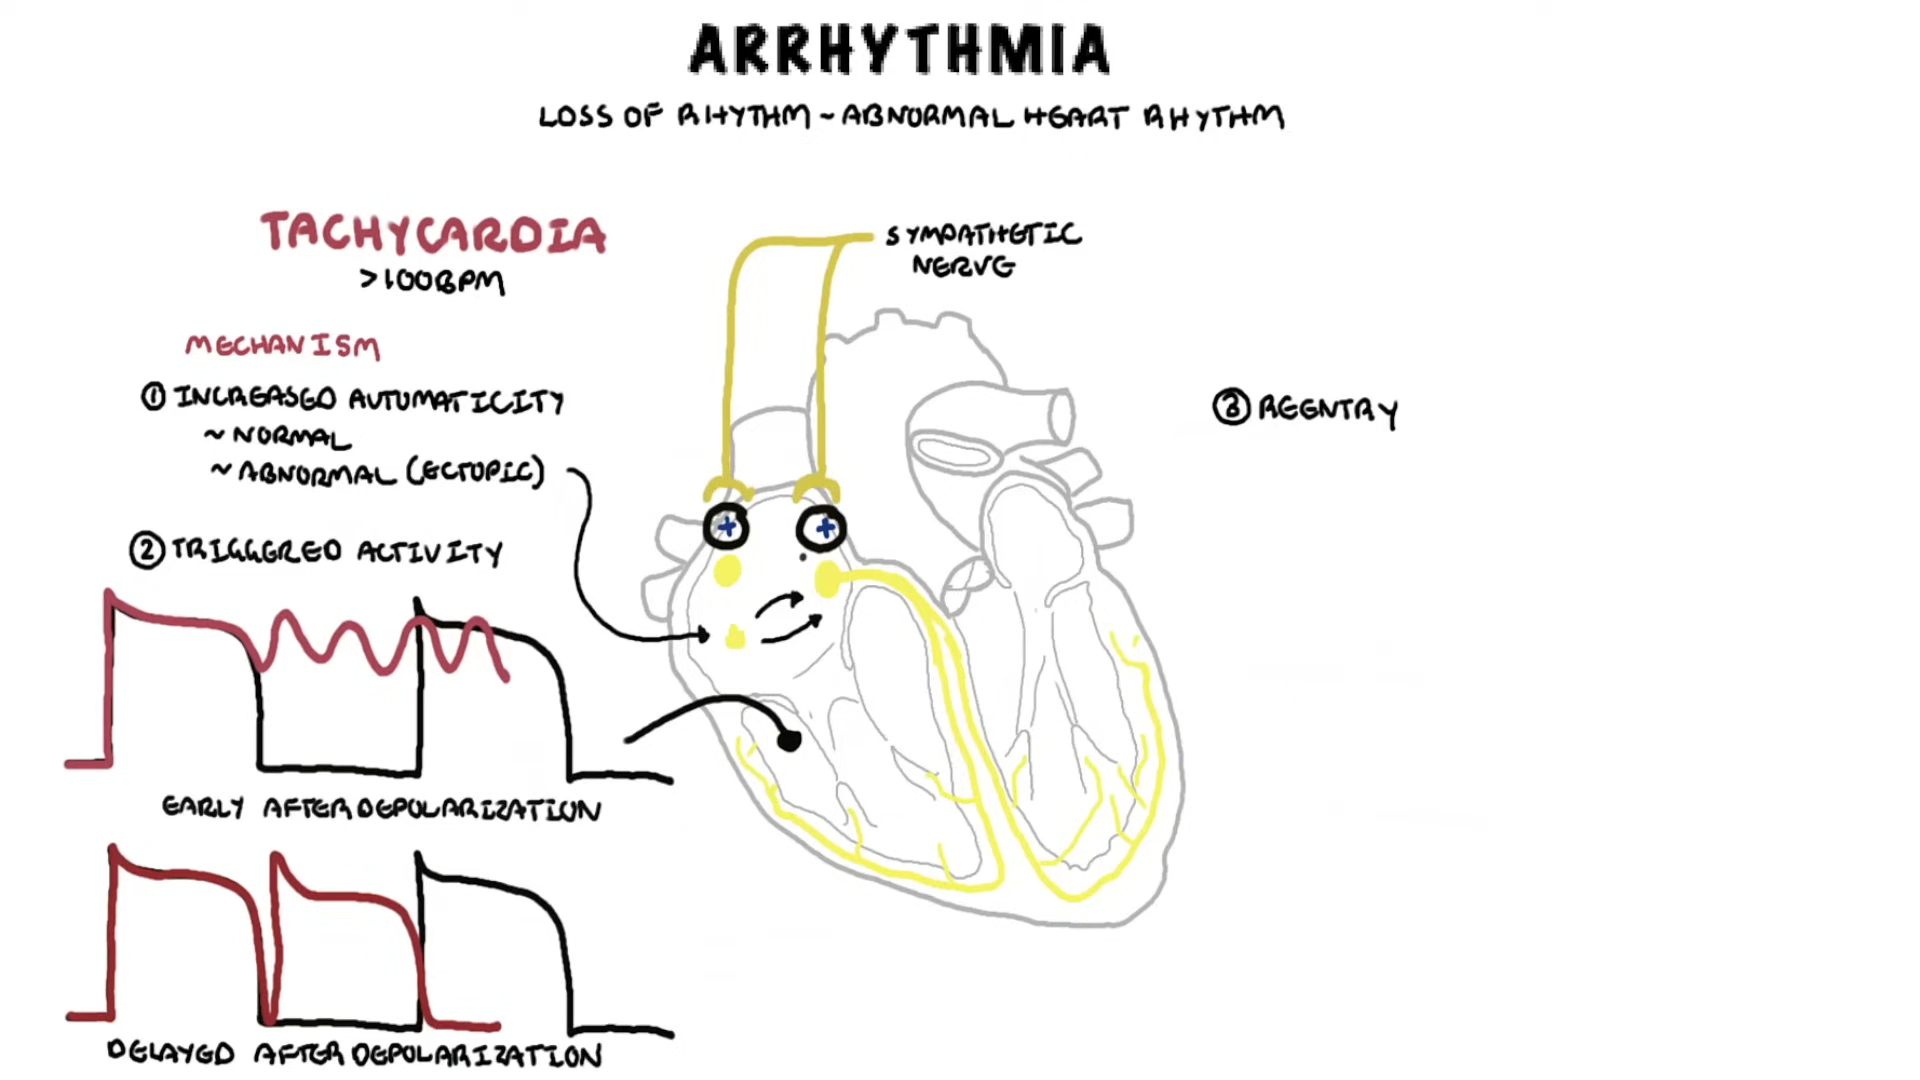 ARRHYTHMIA
LOSS OF RHYTHM ~ ABNORMAL HEART RHYTHM
TACHYCARDIA
>100BPM
MECHANISM
① INCREASED AUTOMATICITY
~ NORMAL
~ ABNORMAL (ECTOPIC)
② TRIGGERED ACTIVITY
EARLY AFTERDEPOLARIZATION
DELAYED AFTERDEPOLARIZATION
SYMPATHETIC
NERVE
+ +
③ REENTRY